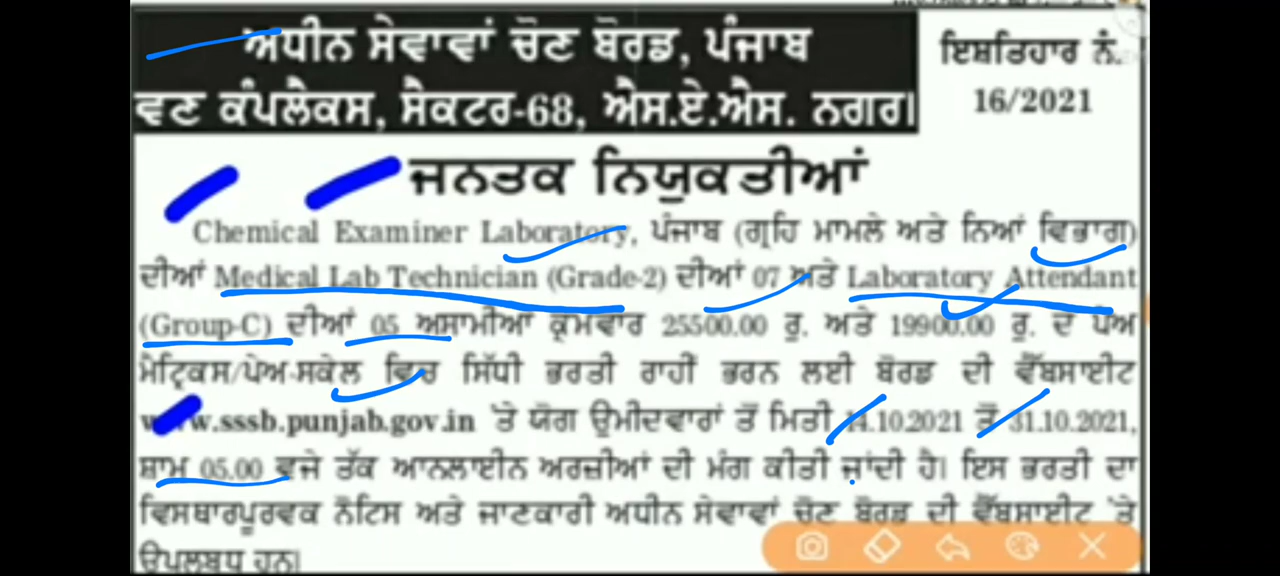 ਅਧੀਨ ਸੇਵਾਵਾਂ ਚੋਣ ਬੋਰਡ, ਪੰਜਾਬ
ਵਣ ਕੰਪਲੈਕਸ, ਸੈਕਟਰ-68, ਐਸ.ਏ.ਐਸ. ਨਗਰ।
ਇਸ਼ਤਿਹਾਰ ਨੰ.
16/2021
ਜਨਤਕ ਨਿਯੁਕਤੀਆਂ
Chemical Examiner Laboratory, ਪੰਜਾਬ (ਗ੍ਰਹਿ ਮਾਮਲੇ ਅਤੇ ਨਿਆਂ ਵਿਭਾਗ)
ਦੀਆਂ Medical Lab Technician (Grade-2) ਦੀਆਂ 07 ਅਤੇ Laboratory Attendant
(Group-C) ਦੀਆਂ 05 ਅਸਾਮੀਆਂ ਕ੍ਰਮਵਾਰ 25500.00 ਰੁ. ਅਤੇ 19900.00 ਰੁ. ਦੇ ਪੇਅ
ਮੈਟ੍ਰਿਕਸ/ਪੇਅ-ਸਕੇਲ ਵਿਚ ਸਿੱਧੀ ਭਰਤੀ ਰਾਹੀਂ ਭਰਨ ਲਈ ਬੋਰਡ ਦੀ ਵੈੱਬਸਾਈਟ
www.sssb.punjab.gov.in 'ਤੇ ਯੋਗ ਉਮੀਦਵਾਰਾਂ ਤੋਂ ਮਿਤੀ 14.10.2021 ਤੋਂ 31.10.2021,
ਸ਼ਾਮ 05.00 ਵਜੇ ਤੱਕ ਆਨਲਾਈਨ ਅਰਜ਼ੀਆਂ ਦੀ ਮੰਗ ਕੀਤੀ ਜਾਂਦੀ ਹੈ। ਇਸ ਭਰਤੀ ਦਾ
ਵਿਸਥਾਰਪੂਰਵਕ ਨੋਟਿਸ ਅਤੇ ਜਾਣਕਾਰੀ ਅਧੀਨ ਸੇਵਾਵਾਂ ਚੋਣ ਬੋਰਡ ਦੀ ਵੈੱਬਸਾਈਟ 'ਤੇ
ਉਪਲਬਧ ਹਨ।